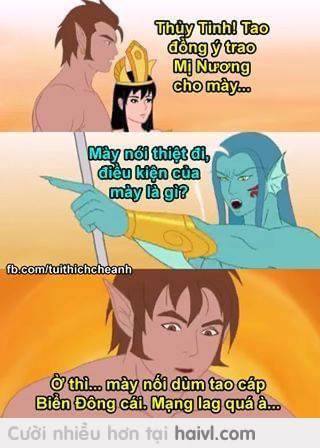 Thủy Tinh! Tao
đồng ý trao
Mị Nương
cho mày...
Mày nói thiệt đi,
điều kiện của
mày là gì?
fb.com/tuithichcheanh
Ờ thì... mày nối dùm tao cáp
Biển Đông cái. Mạng lag quá à...
Cười nhiều hơn tại haivl.com